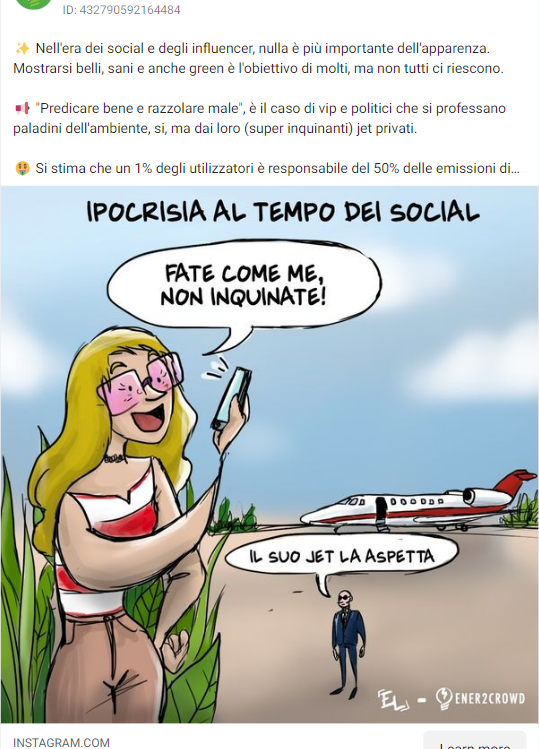 ID: 432790592164484
✨ Nell'era dei social e degli influencer, nulla è più importante dell'apparenza.
Mostrarsi belli, sani e anche green è l'obiettivo di molti, ma non tutti ci riescono.
📢 "Predicare bene e razzolare male", è il caso di vip e politici che si professano
paladini dell'ambiente, si, ma dai loro (super inquinanti) jet privati.
🤑 Si stima che un 1% degli utilizzatori è responsabile del 50% delle emissioni di...
IPOCRISIA AL TEMPO DEI SOCIAL
FATE COME ME,
NON INQUINATE!
IL SUO JET LA ASPETTA
EL - ENER2CROWD
INSTAGRAM.COM
Learn more